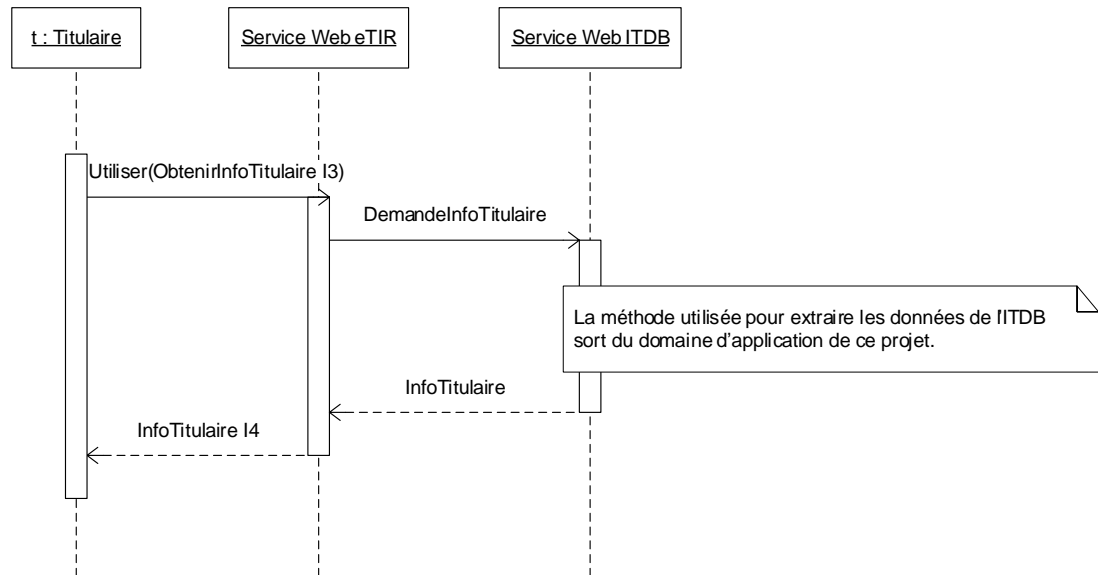 t : Titulaire
Service Web eTIR
Service Web ITDB
Utiliser(ObtenirInfoTitulaire I3)
DemandeInfoTitulaire
La méthode utilisée pour extraire les données de l'ITDB
sort du domaine d'application de ce projet.
InfoTitulaire
InfoTitulaire I4